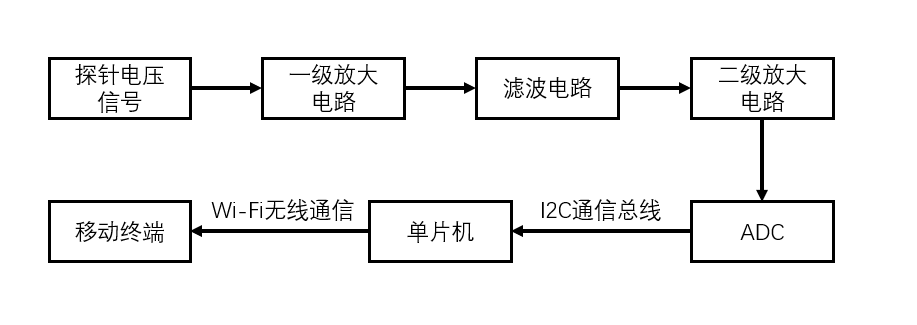 探针电压
信号
一级放大
电路
滤波电路
二级放大
电路
移动终端
Wi-Fi无线通信
单片机
I2C通信总线
ADC